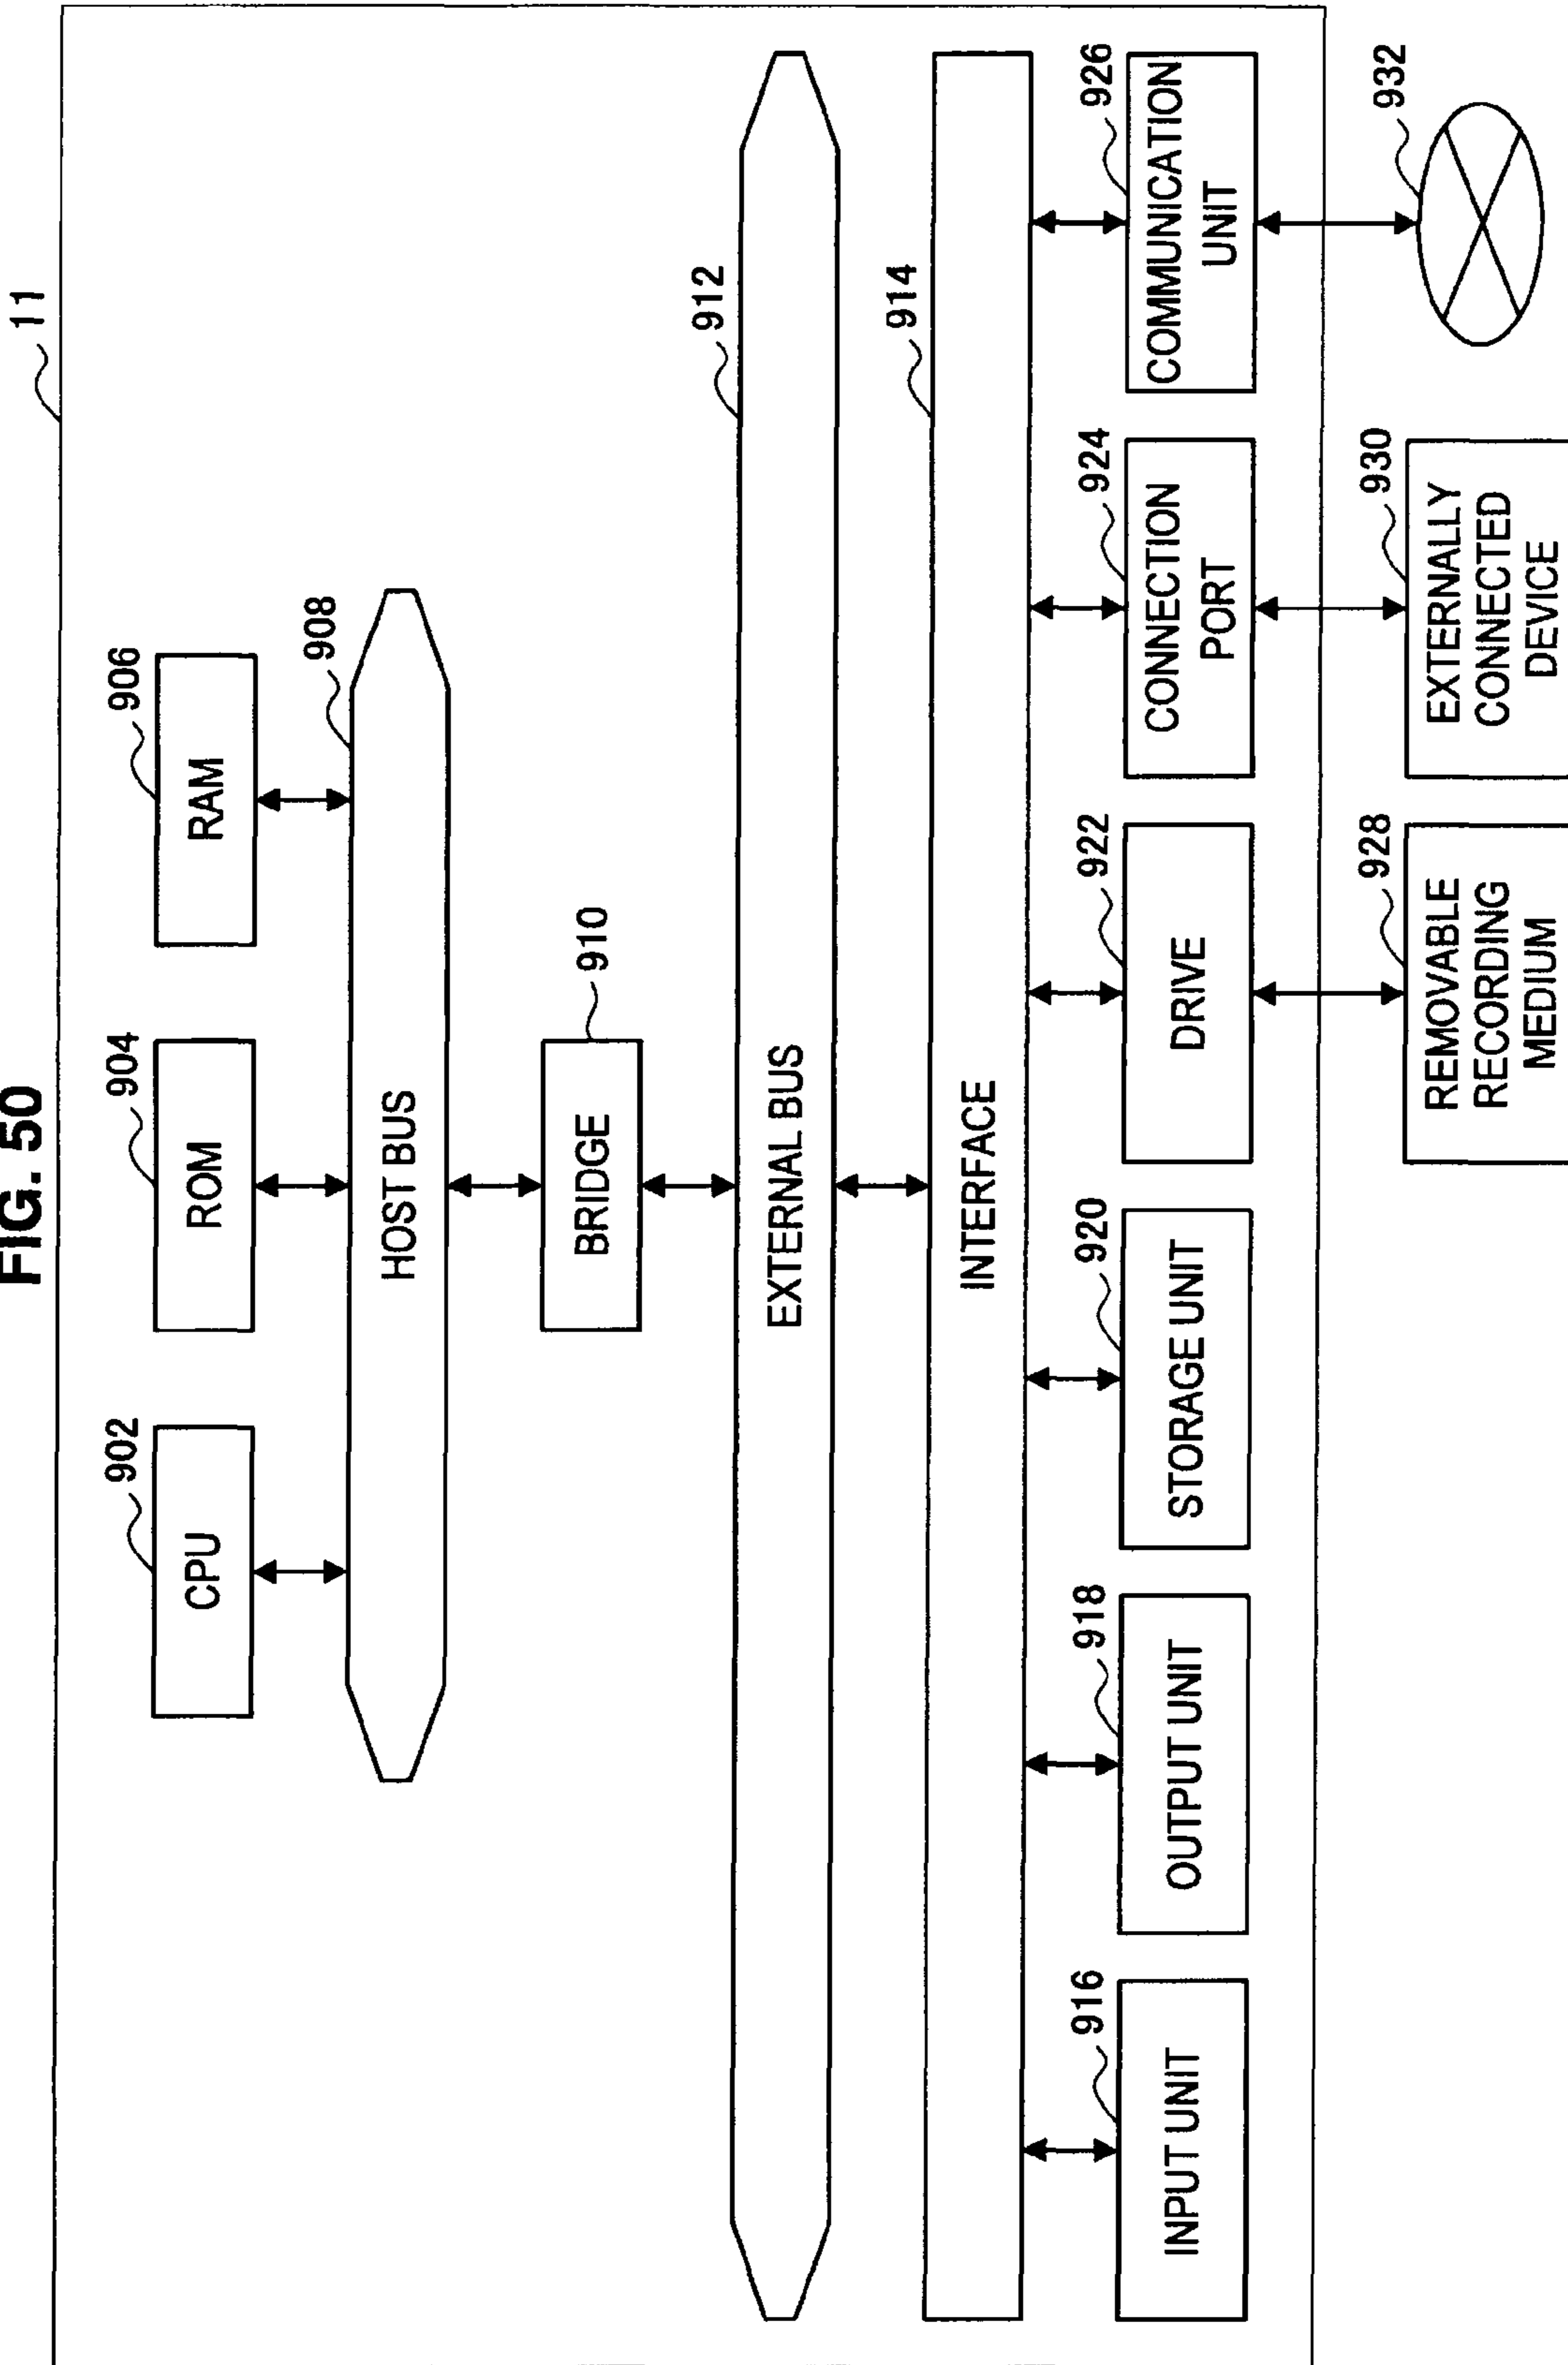 FIG. 50
11
902
904
906
CPU
ROM
RAM
908
HOST BUS
910
BRIDGE
912
EXTERNAL BUS
914
INTERFACE
916
918
920
922
924
926
INPUT UNIT
OUTPUT UNIT
STORAGE UNIT
DRIVE
CONNECTION
PORT
COMMUNICATION
UNIT
928
930
932
REMOVABLE
RECORDING
MEDIUM
EXTERNALLY
CONNECTED
DEVICE